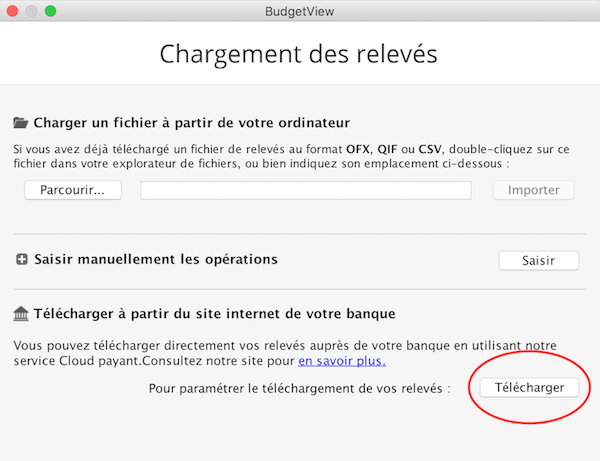 BudgetView
Chargement des relevés
Charger un fichier à partir de votre ordinateur
Si vous avez déjà téléchargé un fichier de relevés au format OFX, QIF ou CSV, double-cliquez sur ce
fichier dans votre explorateur de fichiers, ou bien indiquez son emplacement ci-dessous :
Parcourir... Importer
Saisir manuellement les opérations Saisir
Télécharger à partir du site internet de votre banque
Vous pouvez télécharger directement vos relevés auprès de votre banque en utilisant notre
service Cloud payant.Consultez notre site pour en savoir plus.
Pour paramétrer le téléchargement de vos relevés : Télécharger